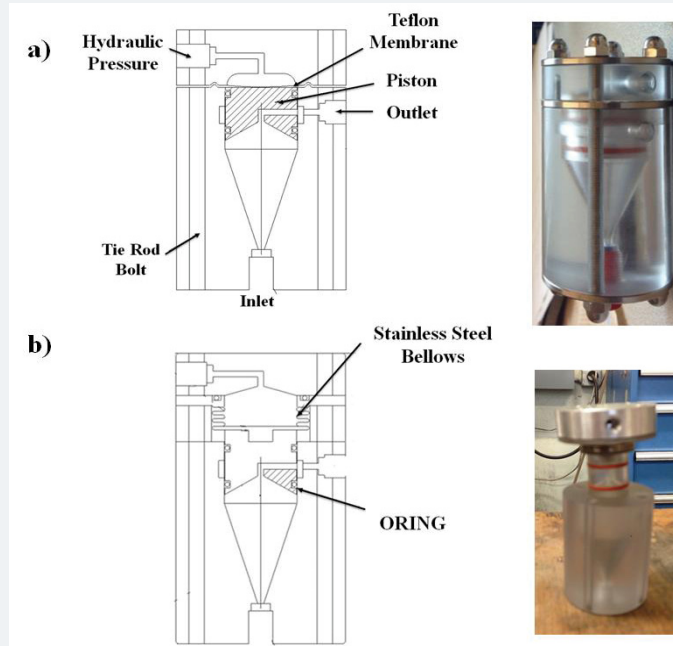 a)
Hydraulic
Pressure
Teflon
Membrane
Piston
Outlet
Tie Rod
Bolt
Inlet
b)
Stainless Steel
Bellows
ORING